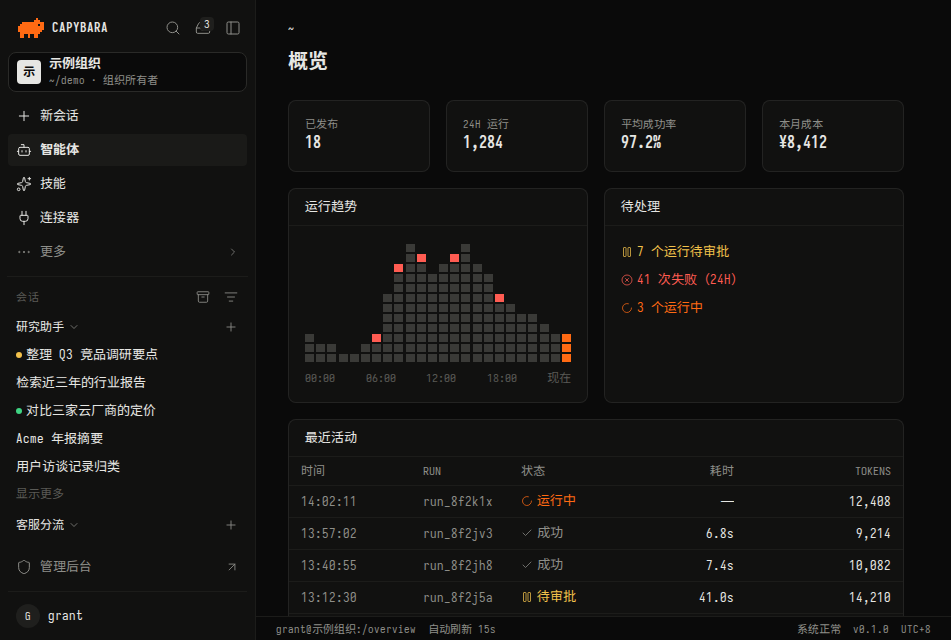 CAPYBARA
3
示
示例组织
~/demo · 组织所有者
新会话
智能体
技能
连接器
更多
会话
研究助手
整理 Q3 竞品调研要点
检索近三年的行业报告
对比三家云厂商的定价
Acme 年报摘要
用户访谈记录归类
显示更多
客服分流
管理后台
G grant
~
概览
已发布
18
24H 运行
1,284
平均成功率
97.2%
本月成本
¥8,412
运行趋势
00:00 06:00 12:00 18:00 现在
待处理
7 个运行待审批
41 次失败 (24H)
3 个运行中
最近活动
时间 RUN 状态 耗时 TOKENS
14:02:11 run_8f2k1x 运行中 — 12,408
13:57:02 run_8f2jv3 成功 6.8s 9,214
13:40:55 run_8f2jh8 成功 7.4s 10,082
13:12:30 run_8f2j5a 待审批 41.0s 14,210
grant@示例组织:/overview 自动刷新 15s 系统正常 v0.1.0 UTC+8